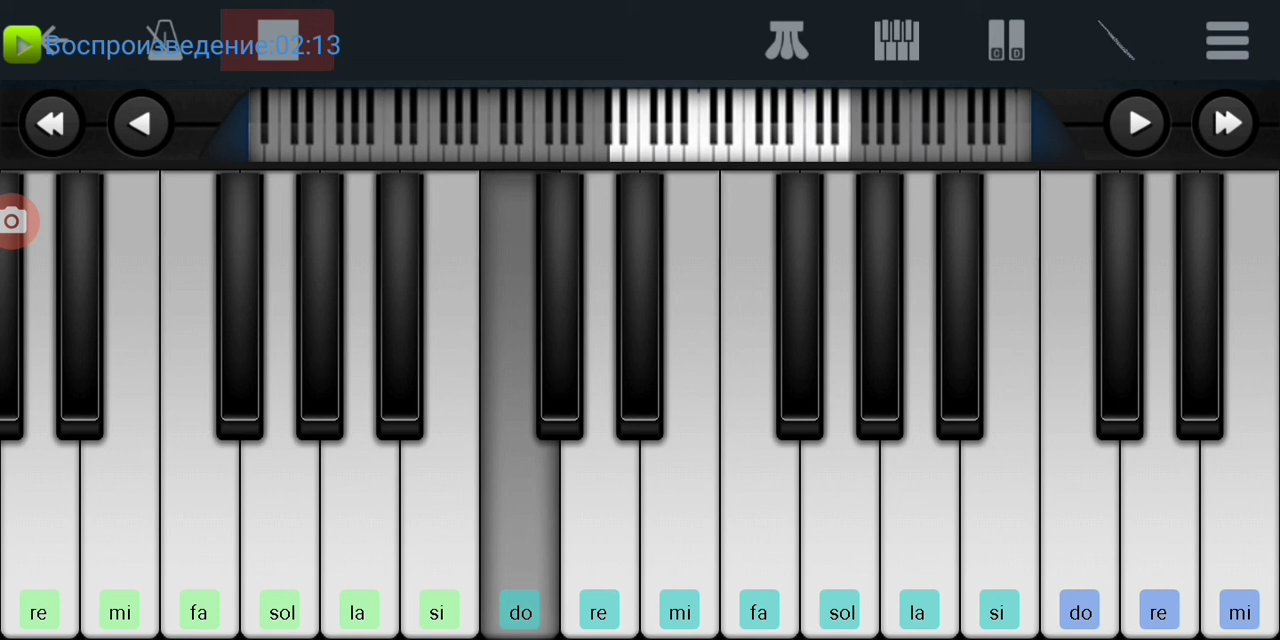 Воспроизведение:02:13
C D
re mi fa sol la si do re mi fa sol la si do re mi